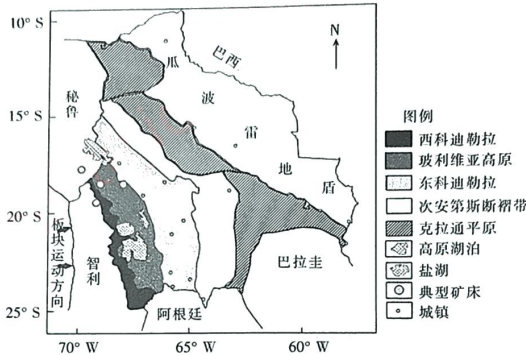 10° S
15° S
20° S
25° S
70° W
65° W
60° W
N
巴西
秘鲁
瓜
波
雷
地
盾
板块运动方向
智利
阿根廷
巴拉圭
图例
西科迪勒拉
玻利维亚高原
东科迪勒拉
次安第斯断褶带
克拉通平原
高原湖泊
盐湖
典型矿床
城镇